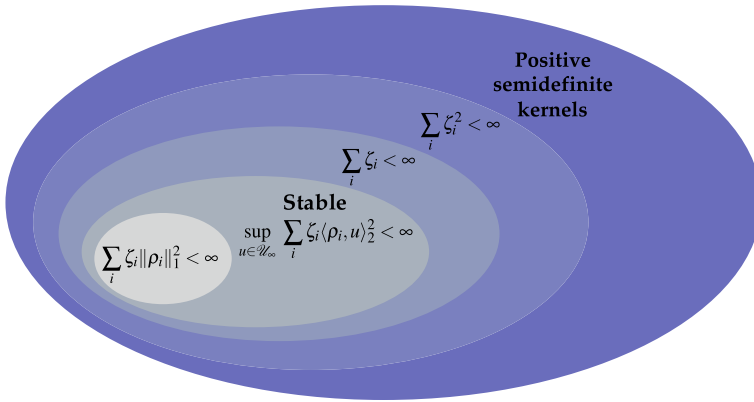 Positive
semidefinite
kernels
∑_i ζ_i^2 < ∞
∑_i ζ_i < ∞
Stable
sup_{u∈𝒰_∞} ∑_i ζ_i⟨ρ_i, u⟩_2^2 < ∞
∑_i ζ_i‖ρ_i‖_1^2 < ∞